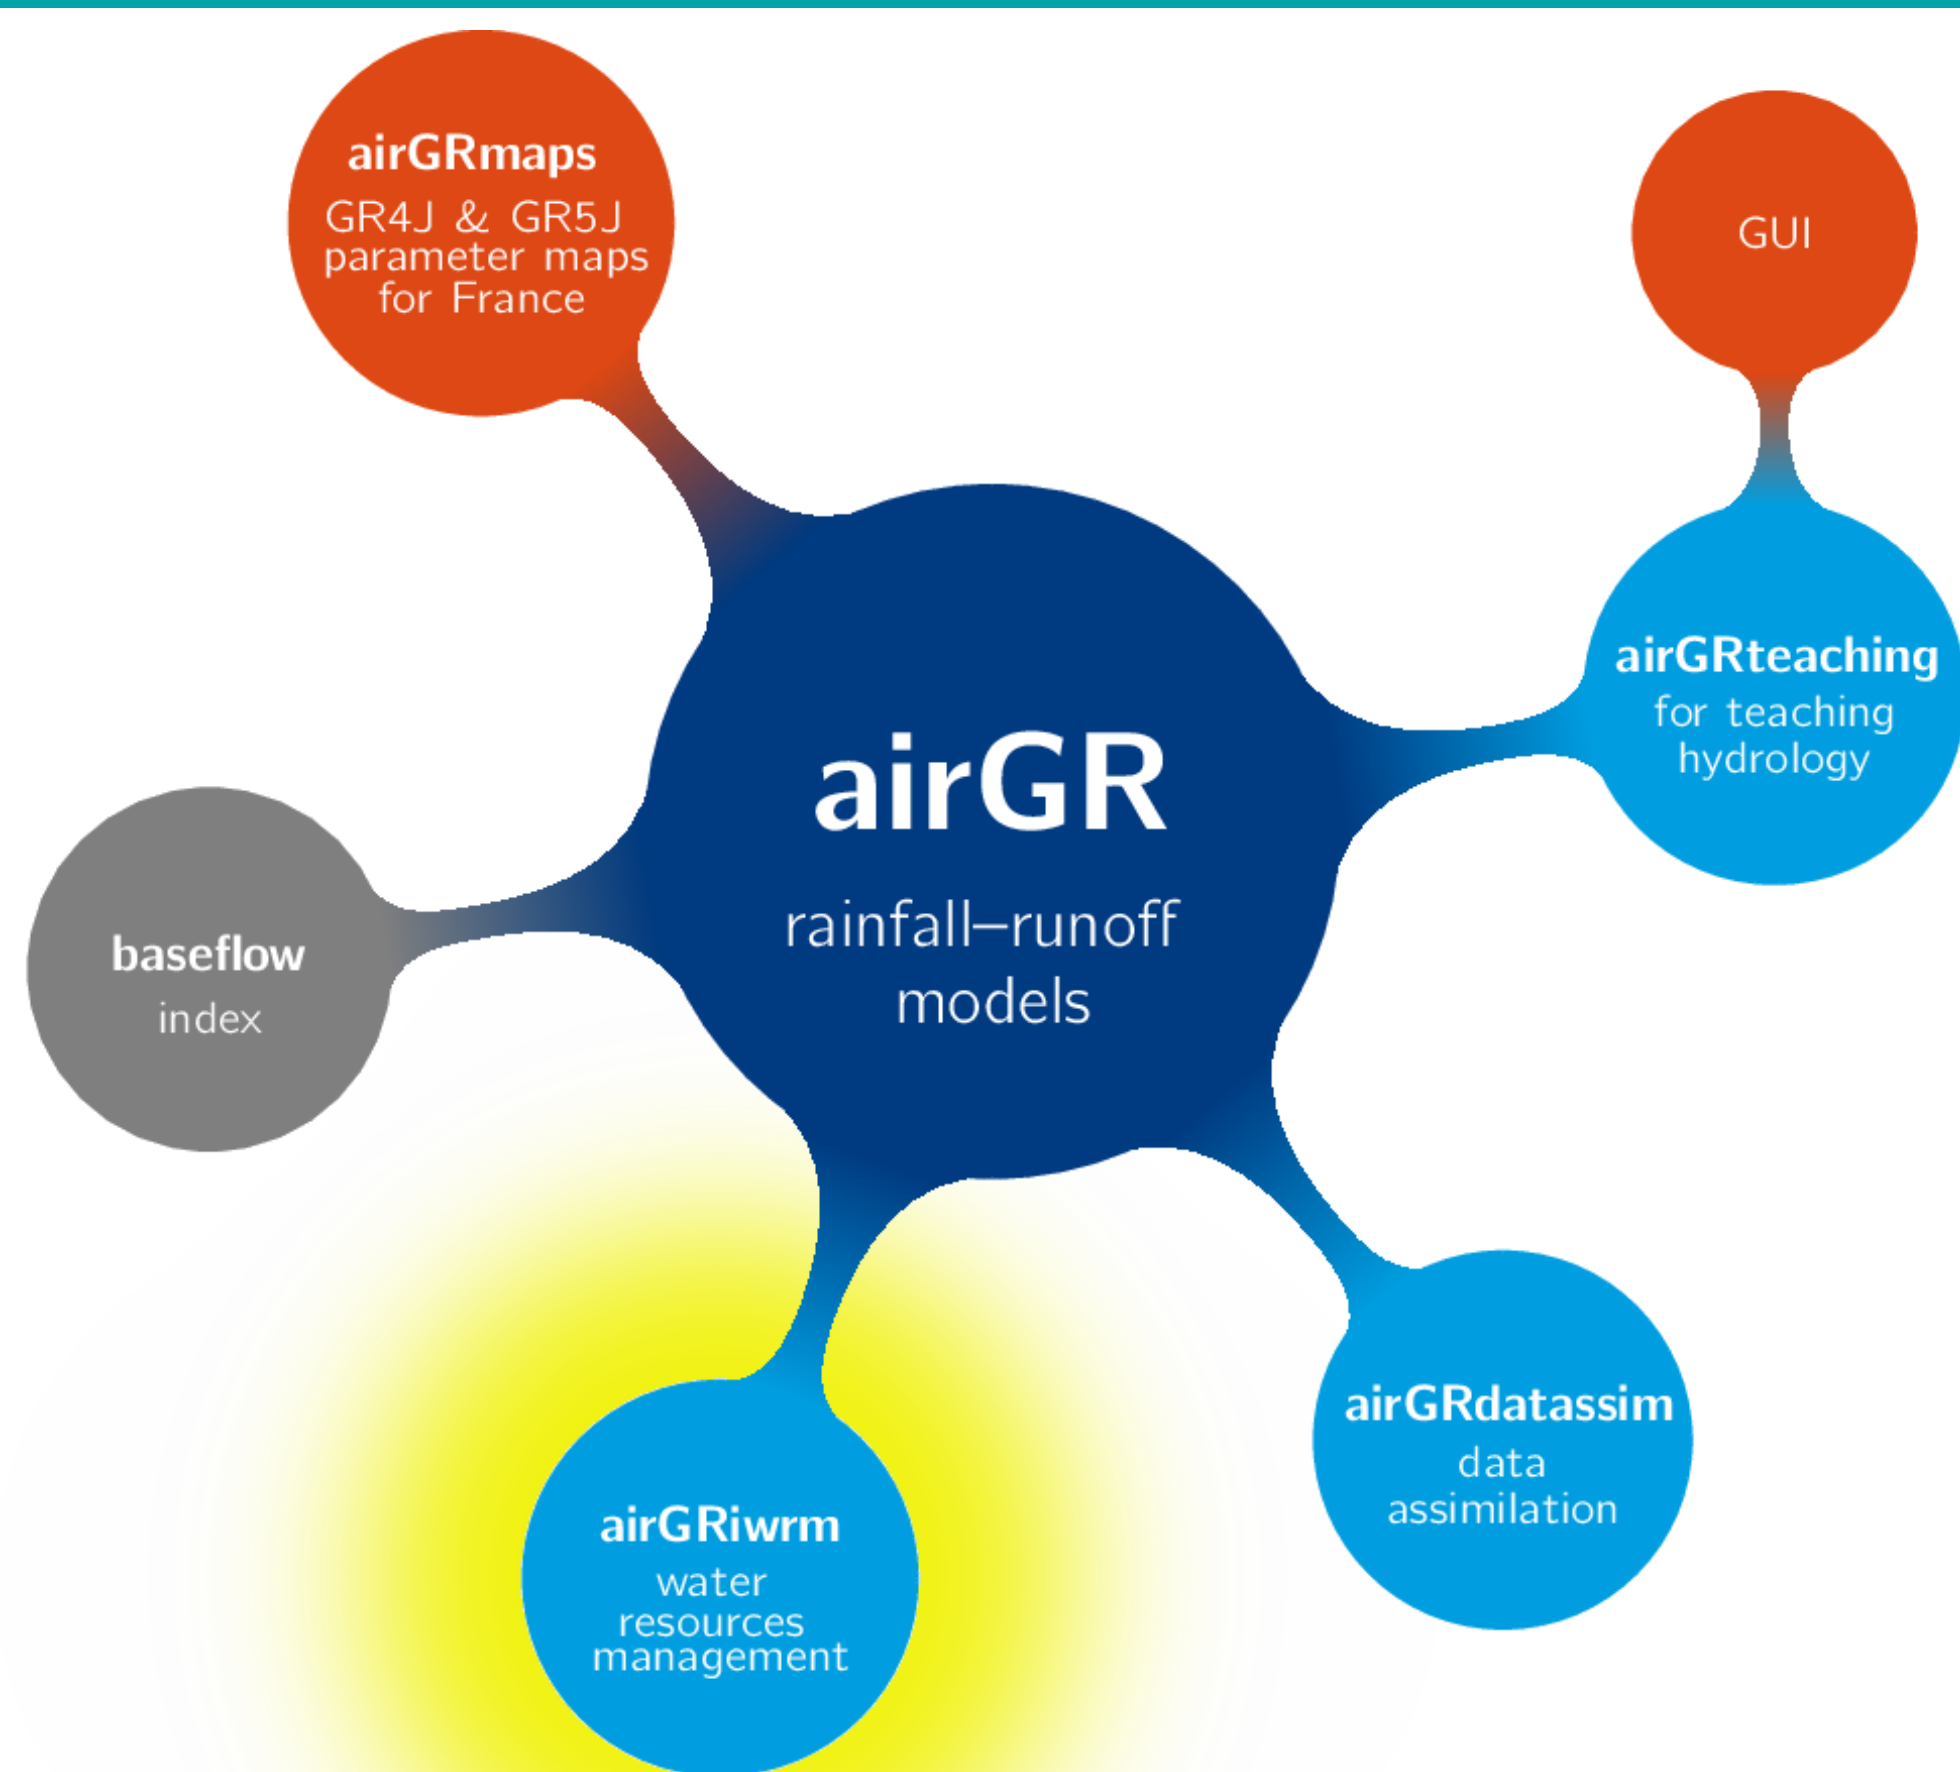 airGRmaps
GR4J & GR5J
parameter maps
for France
GUI
airGRteaching
for teaching
hydrology
airGR
rainfall–runoff
models
baseflow
index
airGRdatassim
data
assimilation
airGRiwrm
water
resources
management